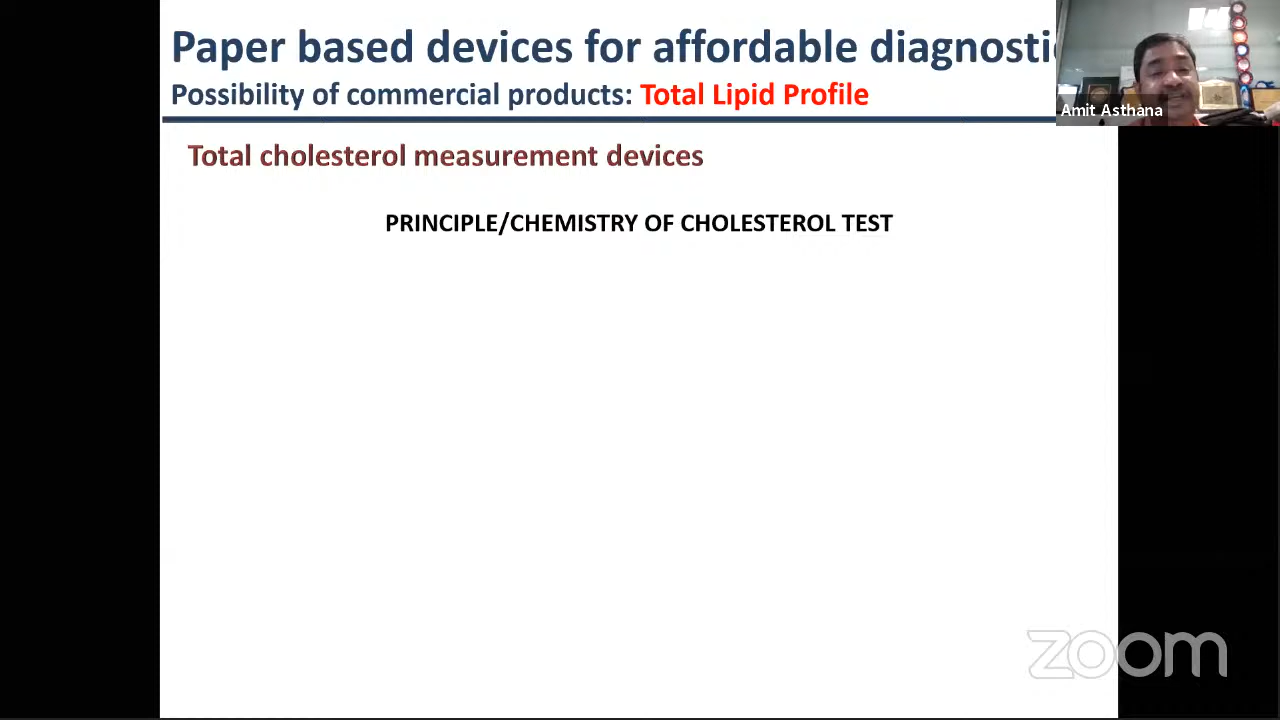 Paper based devices for affordable diagnosti
Possibility of commercial products: Total Lipid Profile
Amit Asthana
Total cholesterol measurement devices
PRINCIPLE/CHEMISTRY OF CHOLESTEROL TEST
zoom